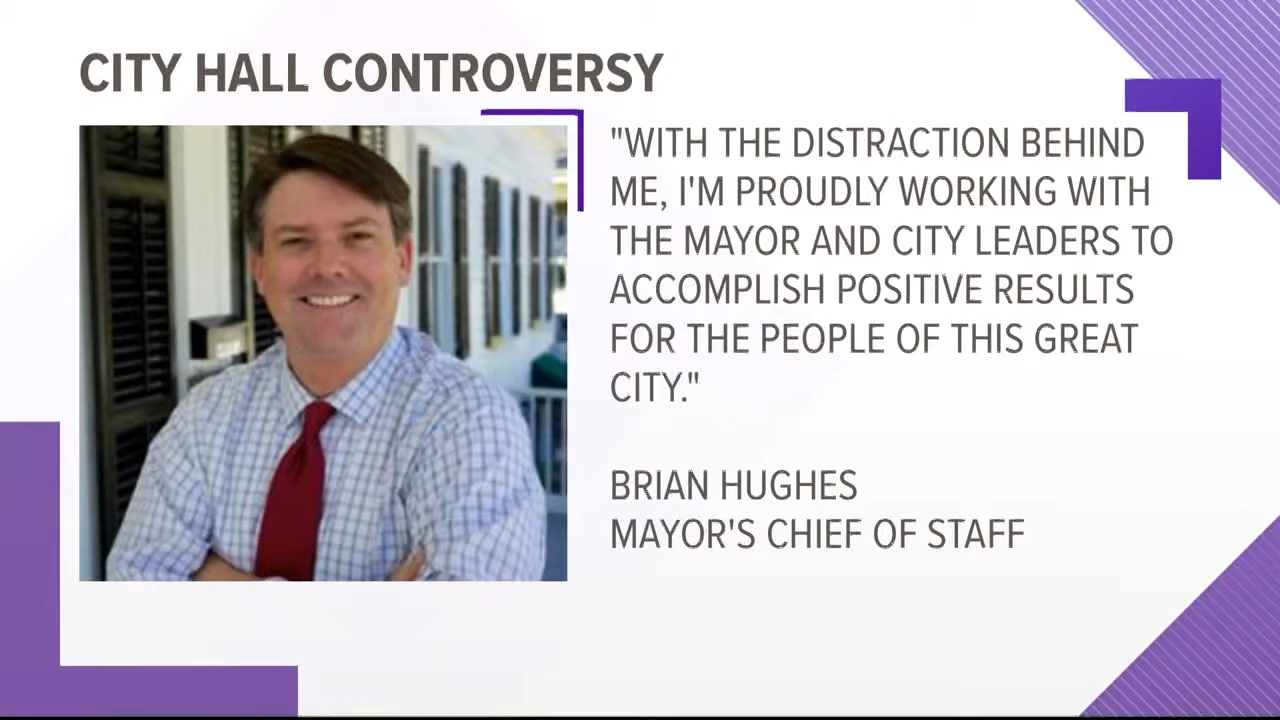 CITY HALL CONTROVERSY
"WITH THE DISTRACTION BEHIND
ME, I'M PROUDLY WORKING WITH
THE MAYOR AND CITY LEADERS TO
ACCOMPLISH POSITIVE RESULTS
FOR THE PEOPLE OF THIS GREAT
CITY."
BRIAN HUGHES
MAYOR'S CHIEF OF STAFF